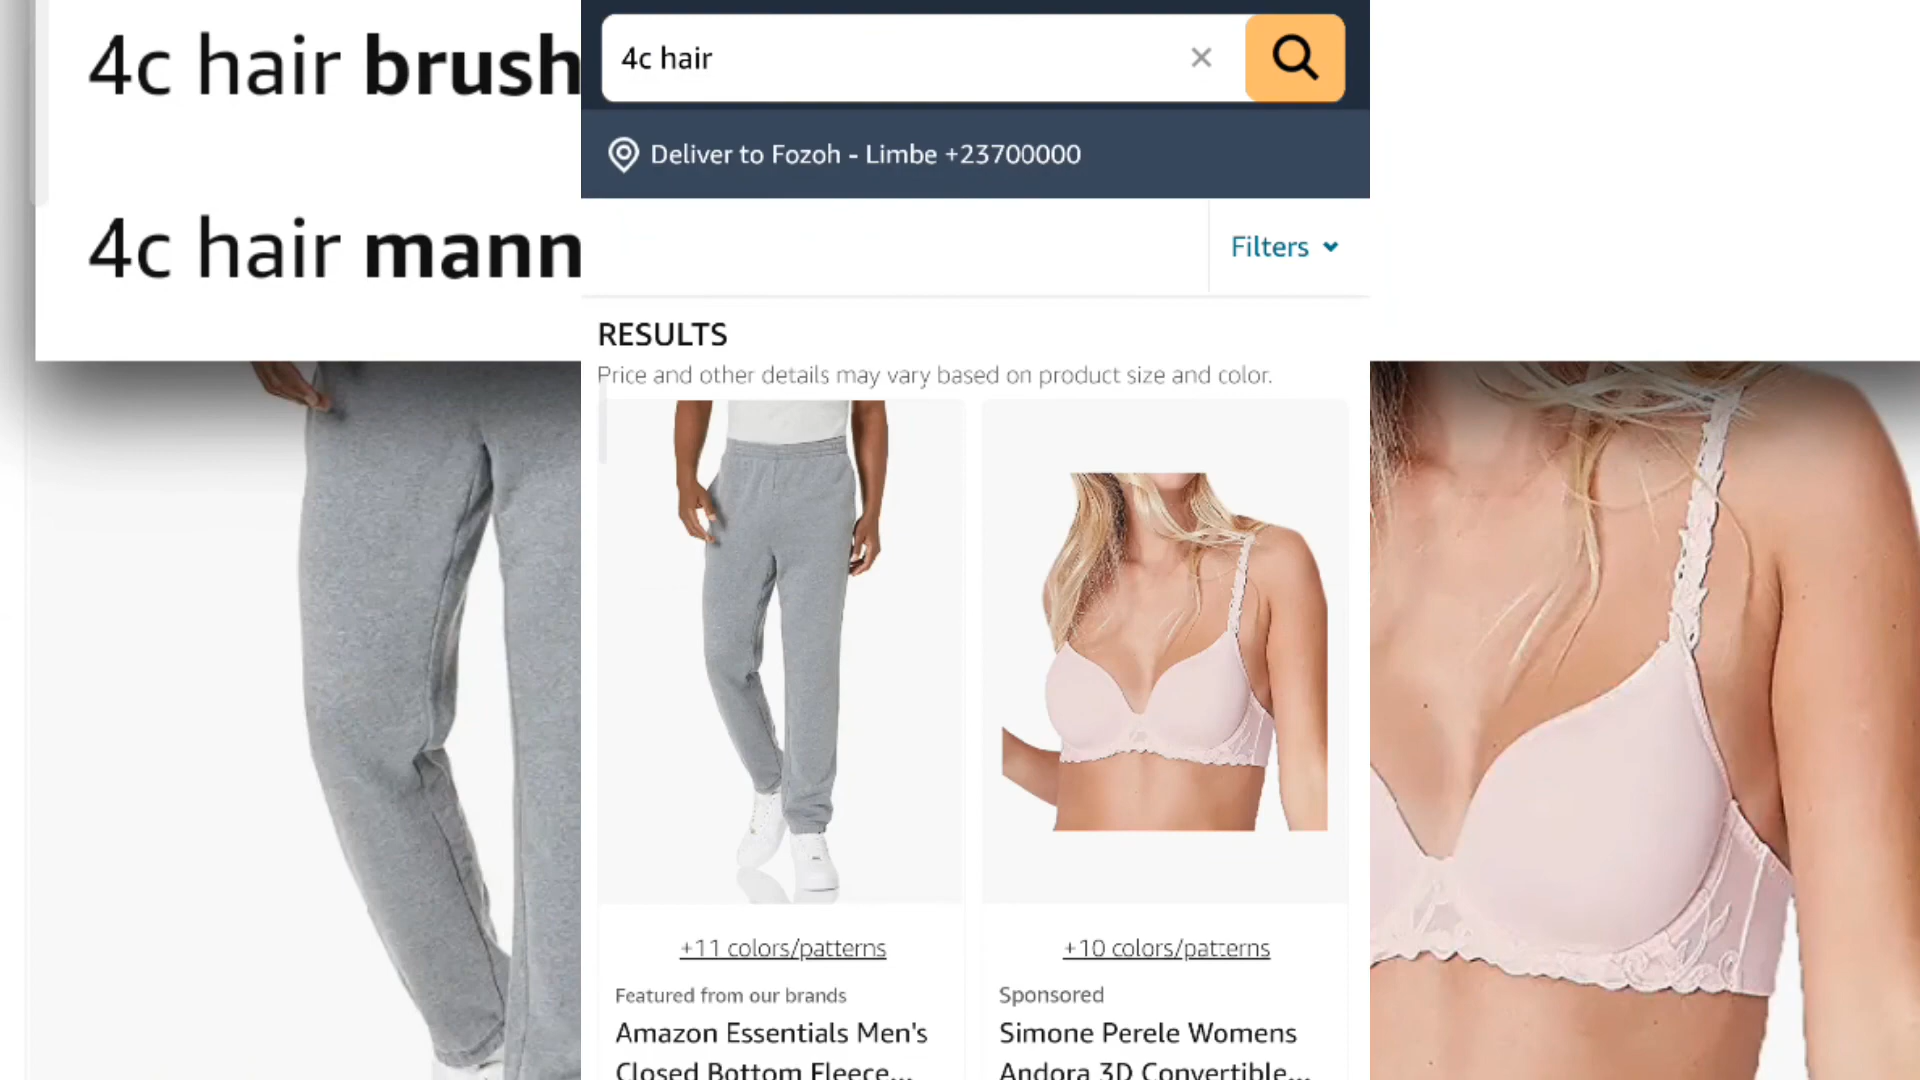 4c hair brush
4c hair mann
4c hair
Deliver to Fozoh - Limbe +23700000
Filters
RESULTS
Price and other details may vary based on product size and color.
+11 colors/patterns
+10 colors/patterns
Featured from our brands
Sponsored
Amazon Essentials Men's
Closed Bottom Fleece...
Simone Perele Womens
Andora 3D Convertible...